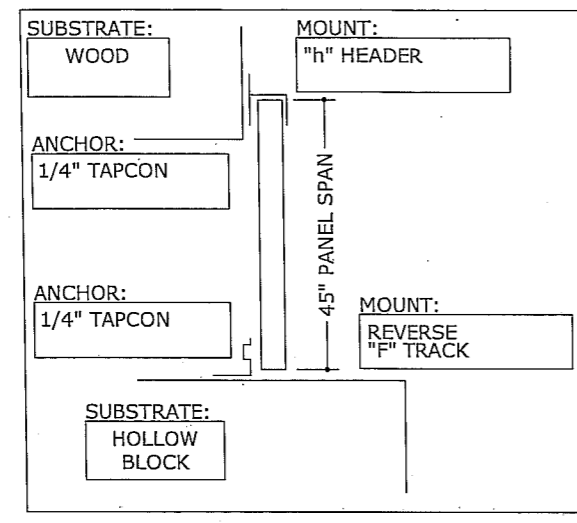 SUBSTRATE:
WOOD
MOUNT:
"h" HEADER
ANCHOR:
1/4" TAPCON
45" PANEL SPAN
ANCHOR:
1/4" TAPCON
MOUNT:
REVERSE
"F" TRACK
SUBSTRATE:
HOLLOW
BLOCK